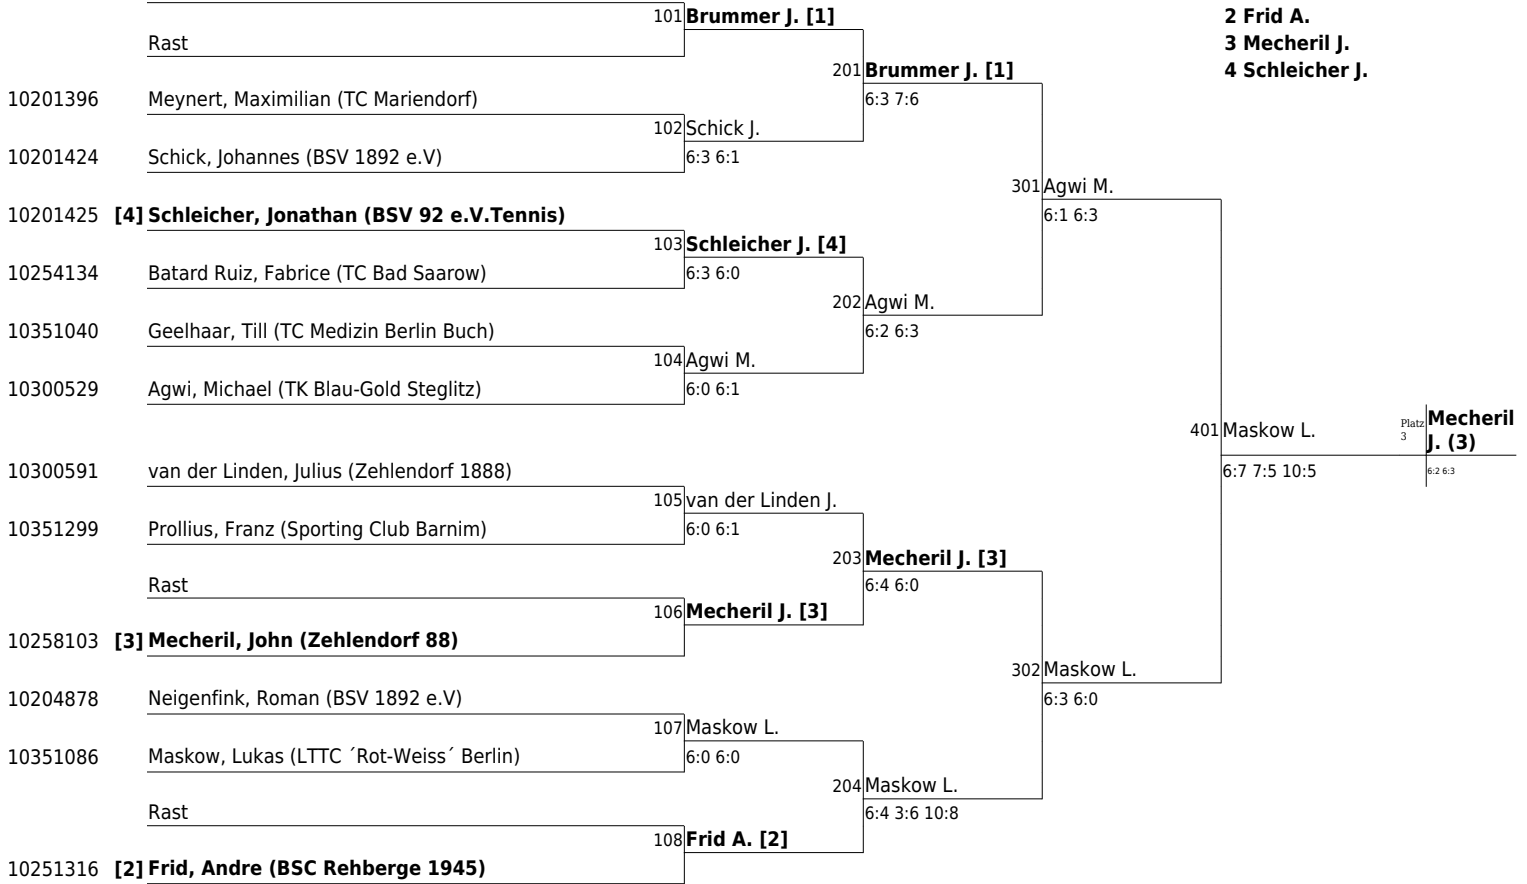 101 Brummer J. [1]
2 Frid A.
Rast
3 Mecheril J.
201 Brummer J. [1]
4 Schleicher J.
10201396 Meynert, Maximilian (TC Mariendorf)
6:3 7:6
102 Schick J.
10201424 Schick, Johannes (BSV 1892 e.V)
6:3 6:1
301 Agwi M.
10201425 [4] Schleicher, Jonathan (BSV 92 e.V.Tennis)
6:1 6:3
103 Schleicher J. [4]
10254134 Batard Ruiz, Fabrice (TC Bad Saarow)
6:3 6:0
202 Agwi M.
10351040 Geelhaar, Till (TC Medizin Berlin Buch)
6:2 6:3
104 Agwi M.
10300529 Agwi, Michael (TK Blau-Gold Steglitz)
6:0 6:1
401 Maskow L.
Platz
3
Mecheril
J. (3)
10300591 van der Linden, Julius (Zehlendorf 1888)
6:7 7:5 10:5
6:2 6:3
105 van der Linden J.
10351299 Prollius, Franz (Sporting Club Barnim)
6:0 6:1
203 Mecheril J. [3]
Rast
6:4 6:0
106 Mecheril J. [3]
10258103 [3] Mecheril, John (Zehlendorf 88)
302 Maskow L.
10204878 Neigenfink, Roman (BSV 1892 e.V)
6:3 6:0
107 Maskow L.
10351086 Maskow, Lukas (LTTC ´Rot-Weiss´ Berlin)
6:0 6:0
204 Maskow L.
Rast
6:4 3:6 10:8
108 Frid A. [2]
10251316 [2] Frid, Andre (BSC Rehberge 1945)